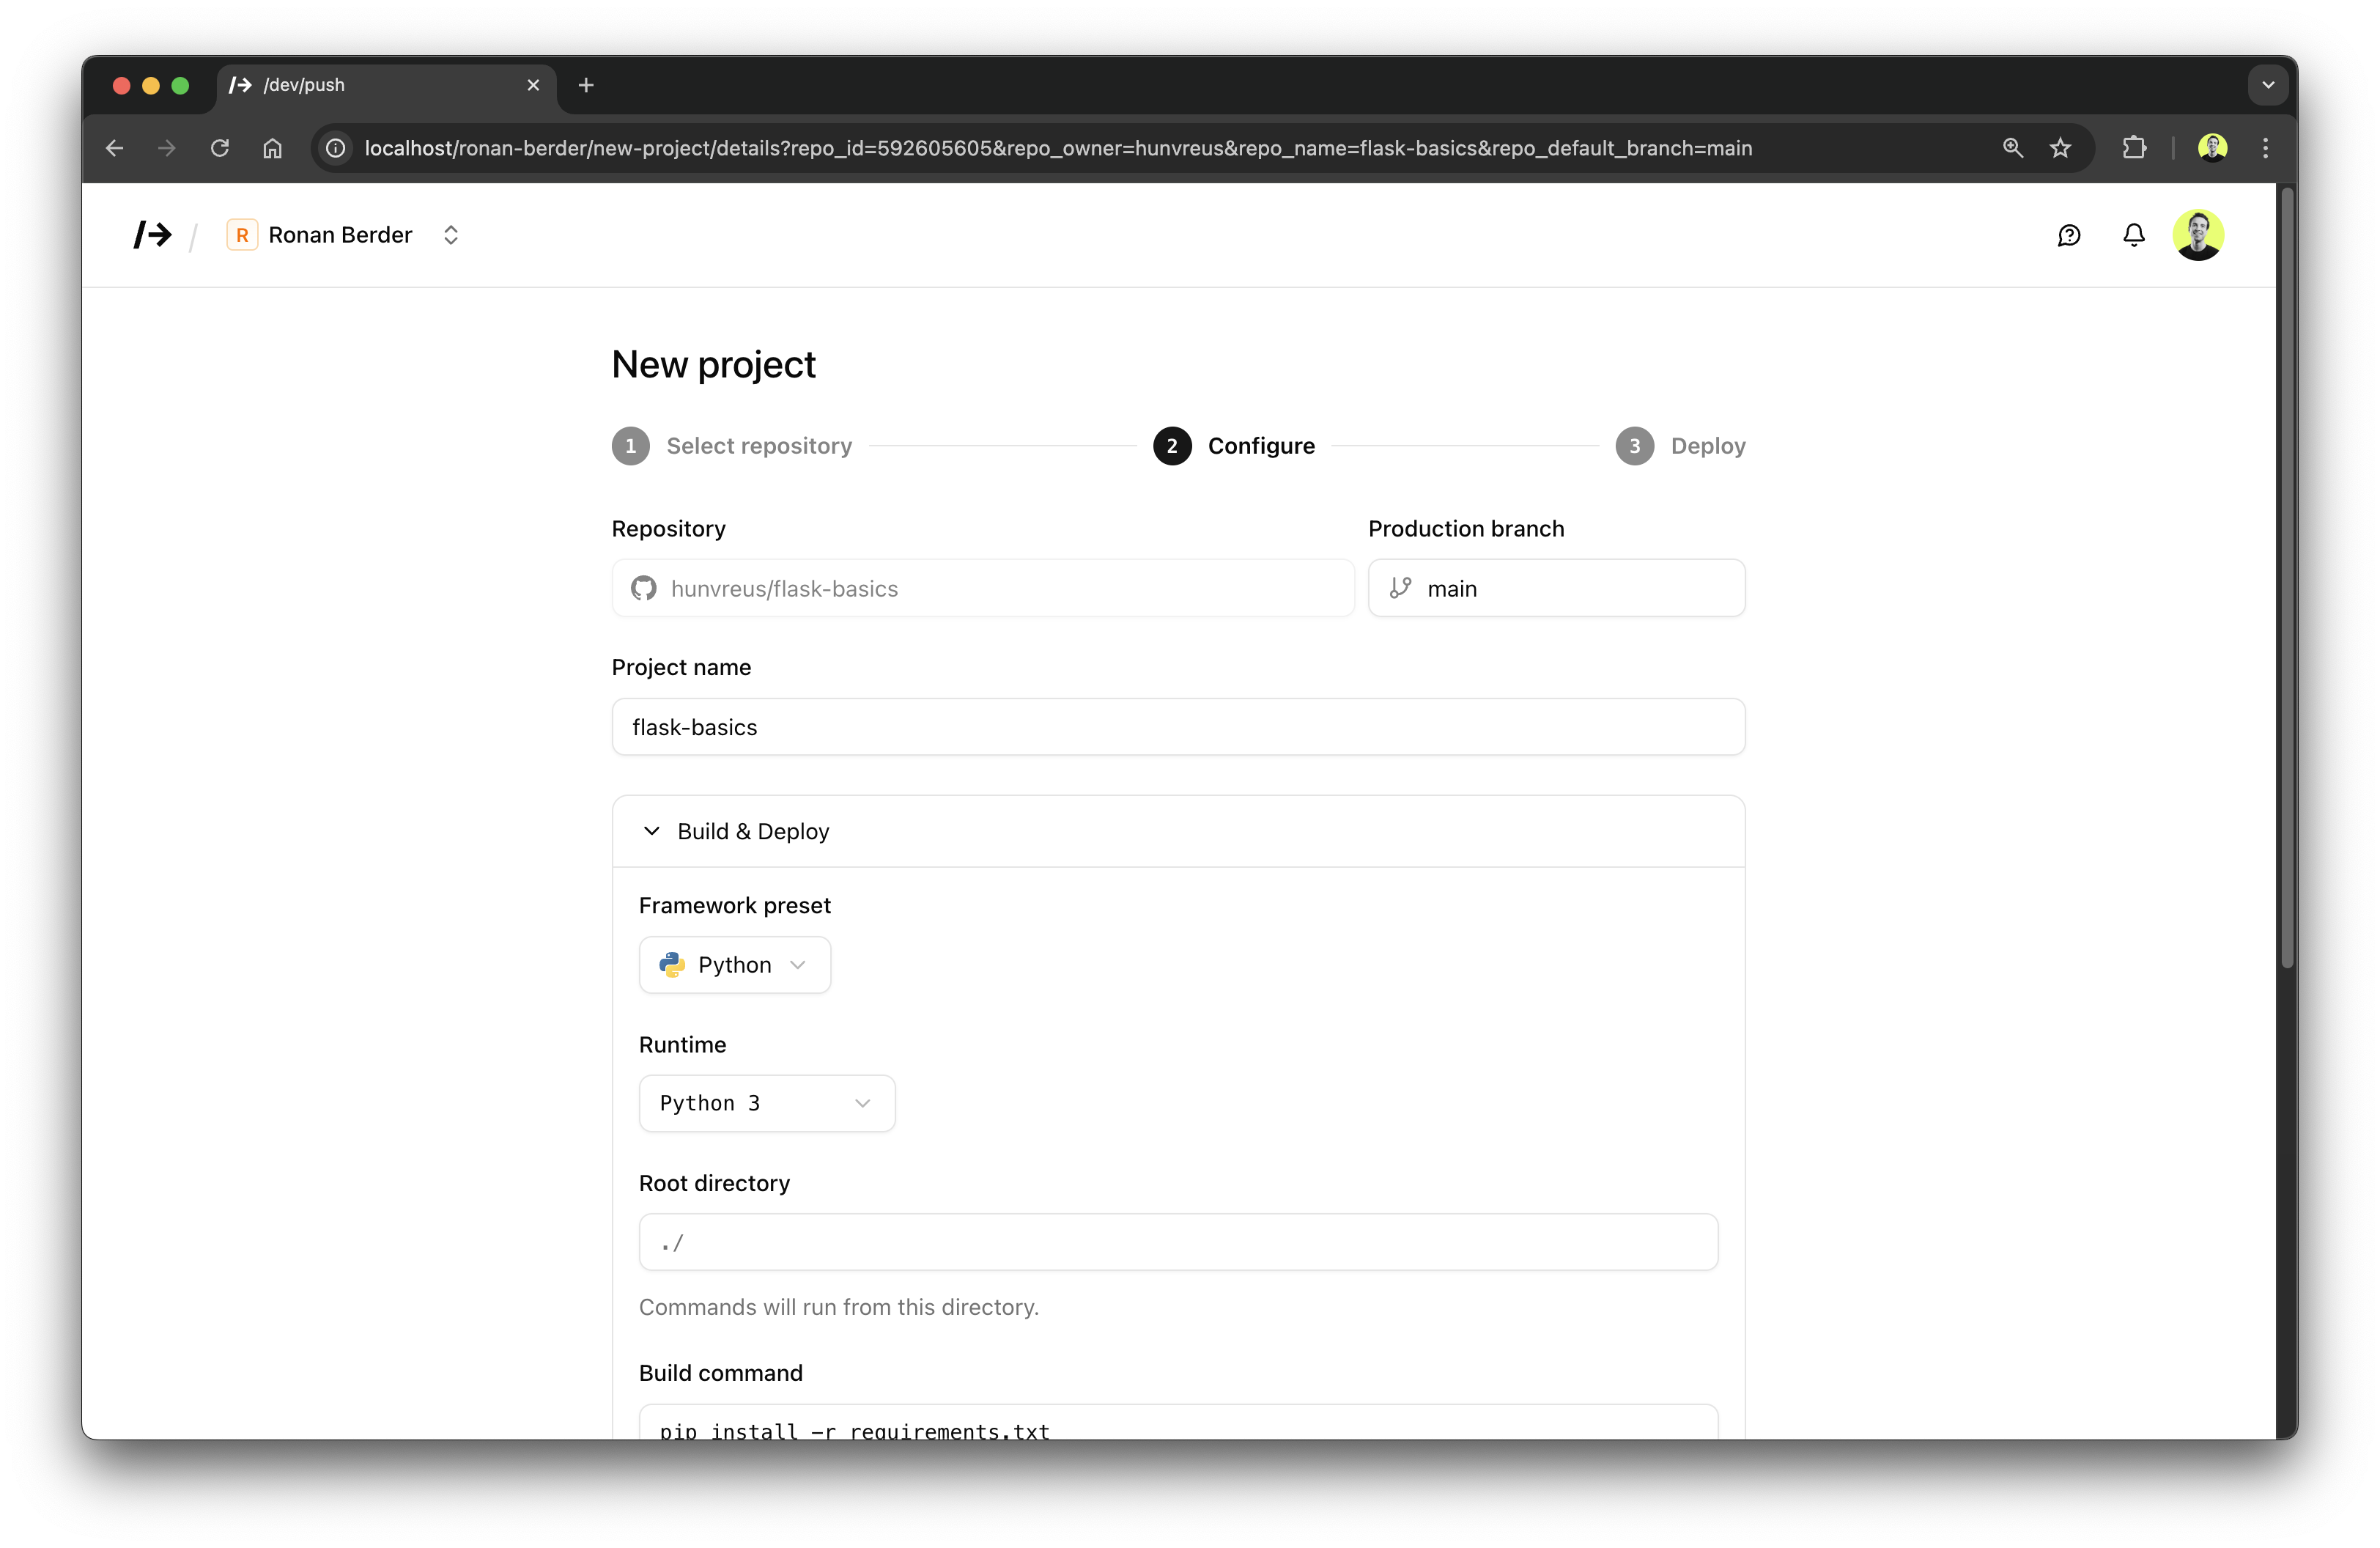 /dev/push
localhost/ronan-berder/new-project/details?repo_id=592605605&repo_owner=hunvreus&repo_name=flask-basics&repo_default_branch=main
R Ronan Berder
New project
1 Select repository 2 Configure 3 Deploy
Repository Production branch
hunvreus/flask-basics main
Project name
flask-basics
Build & Deploy
Framework preset
Python
Runtime
Python 3
Root directory
./
Commands will run from this directory.
Build command
pip install -r requirements.txt